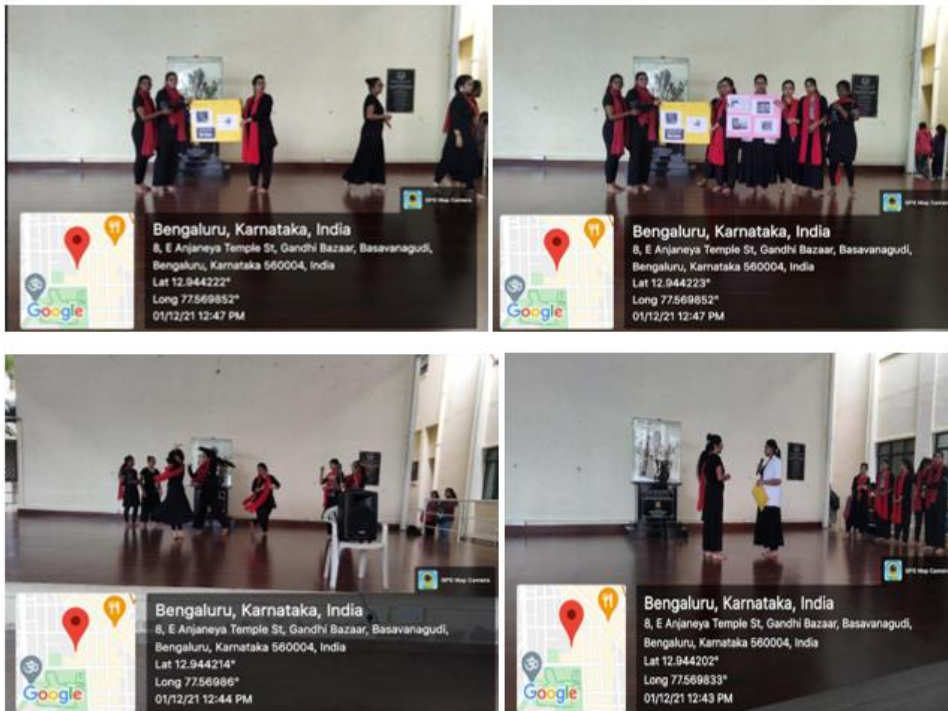 GPS Map Camera
Google
Bengaluru, Karnataka, India
8, E Anjaneya Temple St, Gandhi Bazaar, Basavanagudi,
Bengaluru, Karnataka 560004, India
Lat 12.944222°
Long 77.569852°
01/12/21 12:47 PM
GPS Map Camera
Google
Bengaluru, Karnataka, India
8, E Anjaneya Temple St, Gandhi Bazaar, Basavanagudi,
Bengaluru, Karnataka 560004, India
Lat 12.944223°
Long 77.569852°
01/12/21 12:47 PM
GPS Map Camera
Google
Bengaluru, Karnataka, India
8, E Anjaneya Temple St, Gandhi Bazaar, Basavanagudi,
Bengaluru, Karnataka 560004, India
Lat 12.944214°
Long 77.56986°
01/12/21 12:44 PM
GPS Map Camera
Google
Bengaluru, Karnataka, India
8, E Anjaneya Temple St, Gandhi Bazaar, Basavanagudi,
Bengaluru, Karnataka 560004, India
Lat 12.944202°
Long 77.569833°
01/12/21 12:43 PM